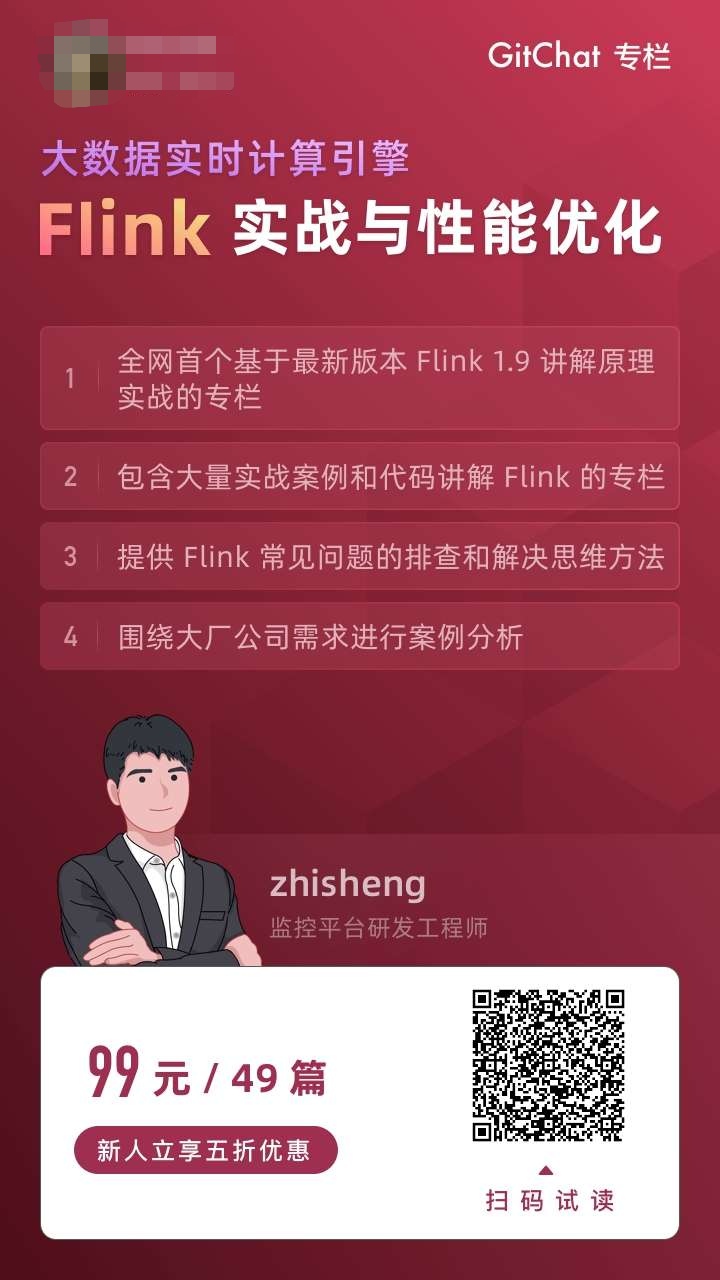 GitChat 专栏
大数据实时计算引擎
Flink 实战与性能优化
1 全网首个基于最新版本 Flink 1.9 讲解原理
实战的专栏
2 包含大量实战案例和代码讲解 Flink 的专栏
3 提供 Flink 常见问题的排查和解决思维方法
4 围绕大厂公司需求进行案例分析
zhisheng
监控平台研发工程师
99 元 / 49 篇
新人立享五折优惠
扫码试读